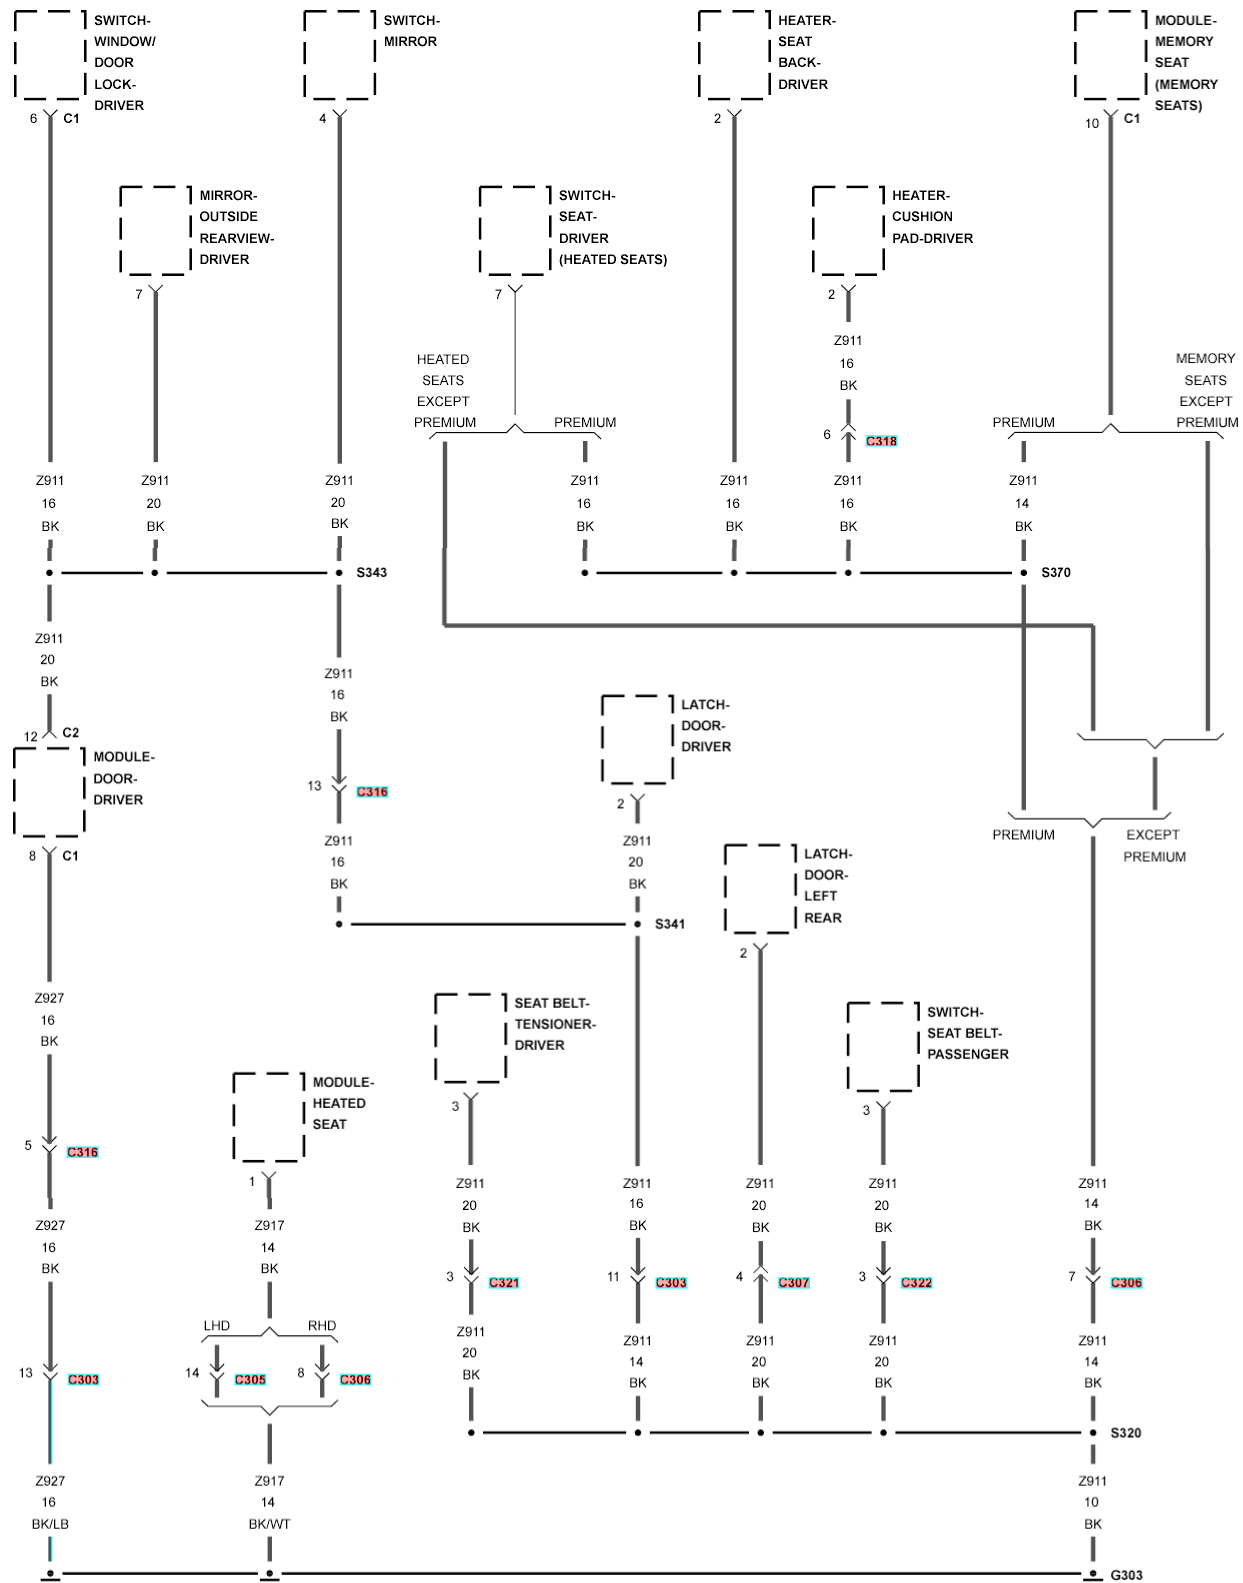 SWITCH-
WINDOW/
DOOR
LOCK-
DRIVER
6
C1
SWITCH-
MIRROR
4
HEATER-
SEAT
BACK-
DRIVER
2
MODULE-
MEMORY
SEAT
(MEMORY
SEATS)
10
C1
MIRROR-
OUTSIDE
REARVIEW-
DRIVER
7
SWITCH-
SEAT-
DRIVER
(HEATED SEATS)
7
HEATER-
CUSHION
PAD-DRIVER
2
Z911
16
BK
HEATED
SEATS
EXCEPT
PREMIUM
PREMIUM
6
C318
PREMIUM
MEMORY
SEATS
EXCEPT
PREMIUM
Z911
16
BK
Z911
20
BK
Z911
20
BK
Z911
16
BK
Z911
16
BK
Z911
16
BK
Z911
14
BK
S343
S370
Z911
20
BK
12
C2
MODULE-
DOOR-
DRIVER
8
C1
Z911
16
BK
13
C316
Z911
16
BK
LATCH-
DOOR-
DRIVER
2
Z911
20
BK
S341
LATCH-
DOOR-
LEFT
REAR
2
PREMIUM
EXCEPT
PREMIUM
Z927
16
BK
5
C316
MODULE-
HEATED
SEAT
1
SEAT BELT-
TENSIONER-
DRIVER
3
SWITCH-
SEAT BELT-
PASSENGER
3
Z927
16
BK
Z917
14
BK
Z911
20
BK
Z911
16
BK
Z911
20
BK
Z911
20
BK
Z911
14
BK
3
C321
11
C303
4
C307
3
C322
7
C306
LHD
RHD
13
C303
14
C305
8
C306
Z911
20
BK
Z911
14
BK
Z911
20
BK
Z911
20
BK
Z911
14
BK
S320
Z927
16
BK/LB
Z917
14
BK/WT
Z911
10
BK
G303